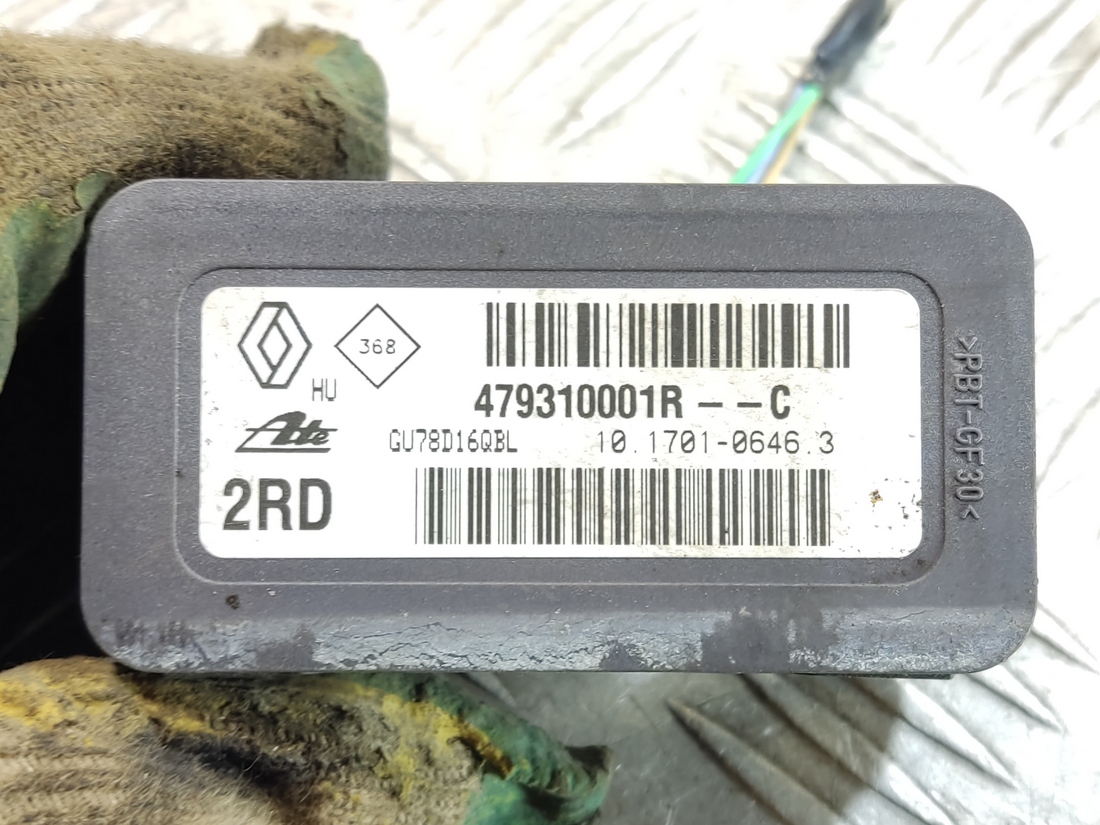 368
HU
479310001R--C
Ate
GU78D16QBL 10.1701-0646.3
2RD
>PBT-GF30<